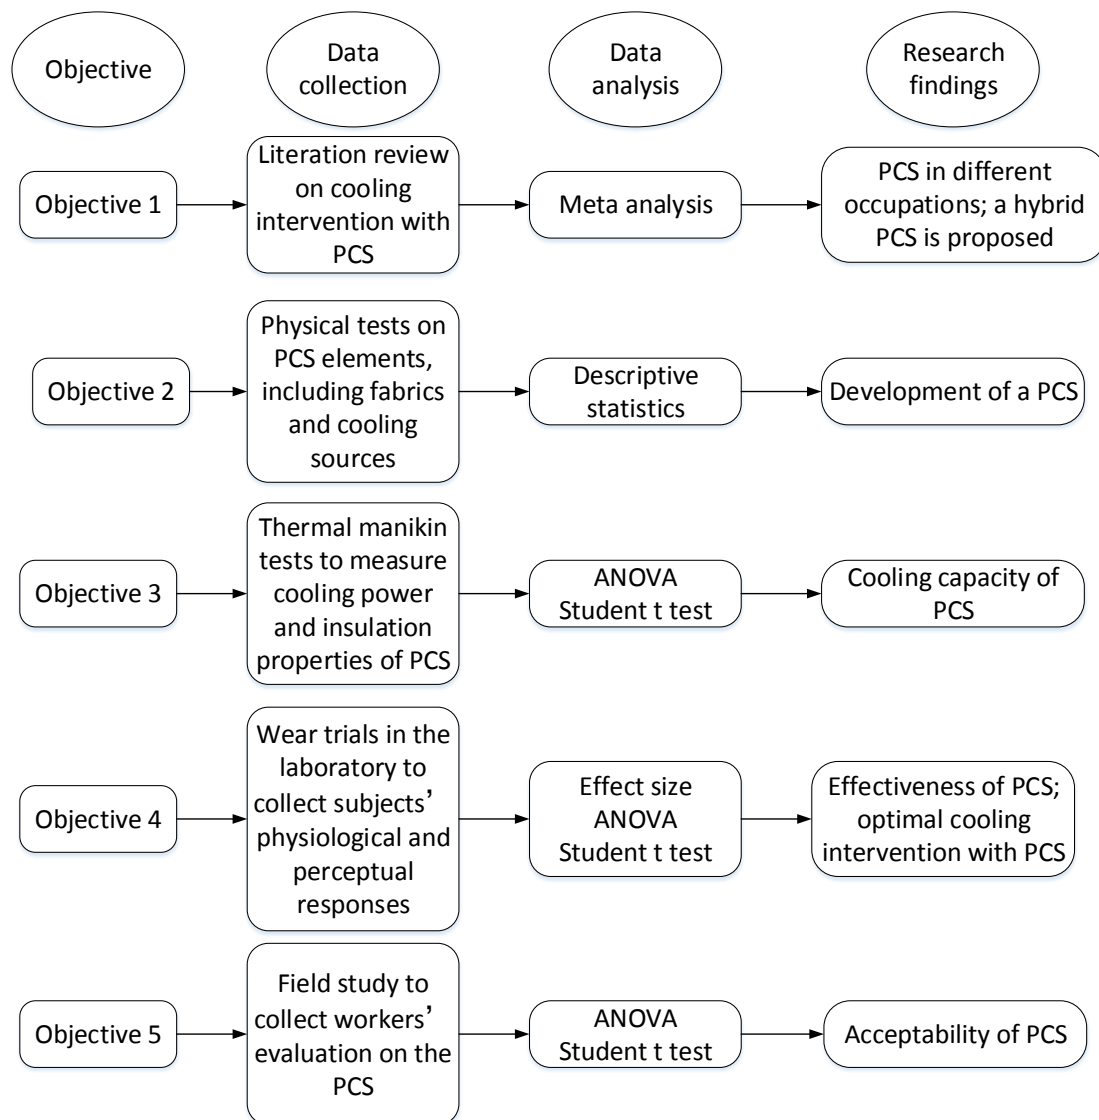 Objective
Data
collection
Data
analysis
Research
findings
Objective 1
Literation review
on cooling
intervention with
PCS
Meta analysis
PCS in different
occupations; a hybrid
PCS is proposed
Objective 2
Physical tests on
PCS elements,
including fabrics
and cooling
sources
Descriptive
statistics
Development of a PCS
Objective 3
Thermal manikin
tests to measure
cooling power
and insulation
properties of PCS
ANOVA
Student t test
Cooling capacity of
PCS
Objective 4
Wear trials in the
laboratory to
collect subjects’
physiological and
perceptual
responses
Effect size
ANOVA
Student t test
Effectiveness of PCS;
optimal cooling
intervention with PCS
Objective 5
Field study to
collect workers’
evaluation on the
PCS
ANOVA
Student t test
Acceptability of PCS